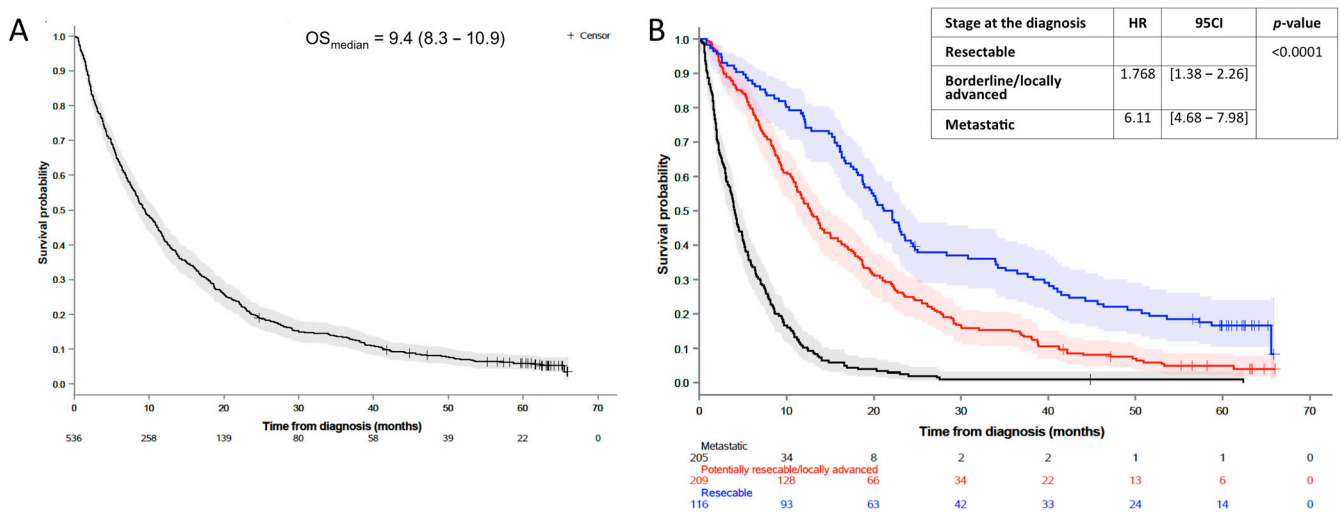 A
OS median = 9.4 (8.3 – 10.9)
+ Censor
Survival probability
1.0
0.9
0.8
0.7
0.6
0.5
0.4
0.3
0.2
0.1
0.0
0 10 20 30 40 50 60 70
Time from diagnosis (months)
536 258 139 80 58 39 22 0
B
Stage at the diagnosis HR 95CI p-value
Resectable <0.0001
Borderline/locally advanced 1.768 [1.38 – 2.26]
Metastatic 6.11 [4.68 – 7.98]
Survival probability
1.0
0.9
0.8
0.7
0.6
0.5
0.4
0.3
0.2
0.1
0.0
0 10 20 30 40 50 60 70
Time from diagnosis (months)
Metastatic
205 34 8 2 2 1 1 0
Potentially resecable/locally advanced
209 128 66 34 22 13 6 0
Resecable
116 93 63 42 33 24 14 0